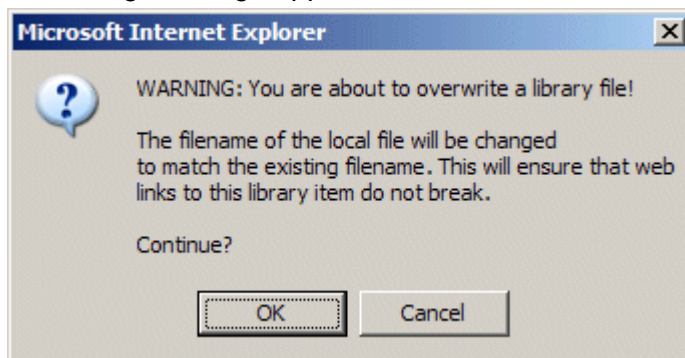 Microsoft Internet Explorer
WARNING: You are about to overwrite a library file!
The filename of the local file will be changed
to match the existing filename. This will ensure that web
links to this library item do not break.
Continue?
OK Cancel